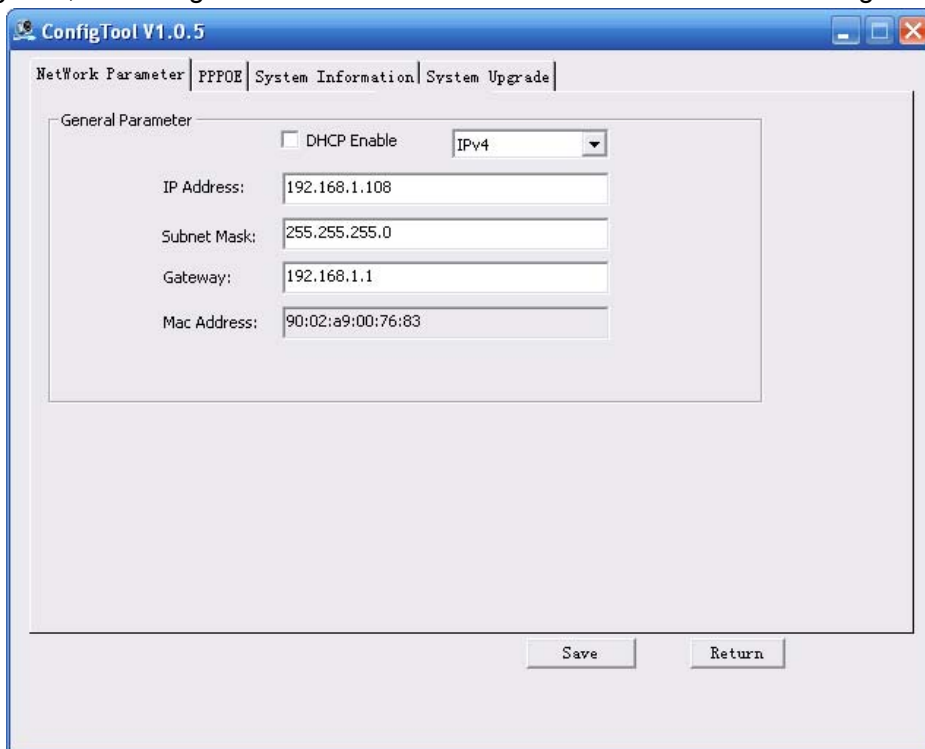 ConfigTool V1.0.5
NetWork Parameter PPPOE System Information System Upgrade
General Parameter
DHCP Enable IPv4
IP Address: 192.168.1.108
Subnet Mask: 255.255.255.0
Gateway: 192.168.1.1
Mac Address: 90:02:a9:00:76:83
Save Return